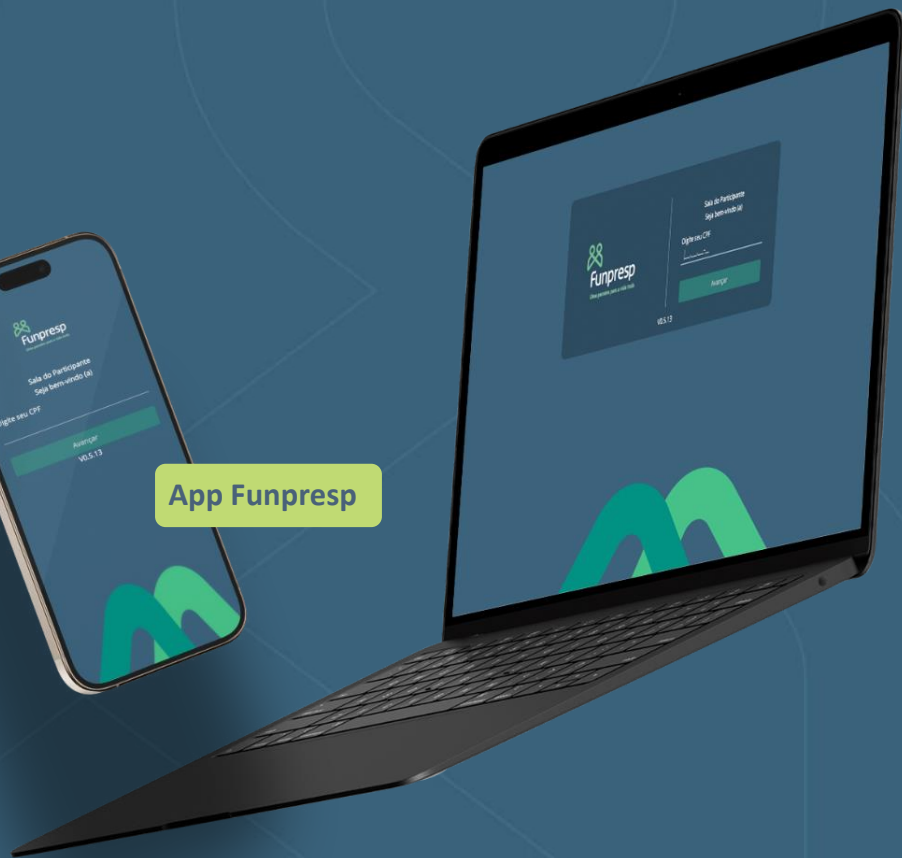 Funpresp
Sala do Participante
Seja bem-vindo (a)
Digite seu CPF
Avançar
V0.5.13
App Funpresp
Funpresp
Sala do Participante
Seja bem-vindo (a)
Digite seu CPF
Avançar
V0.5.13